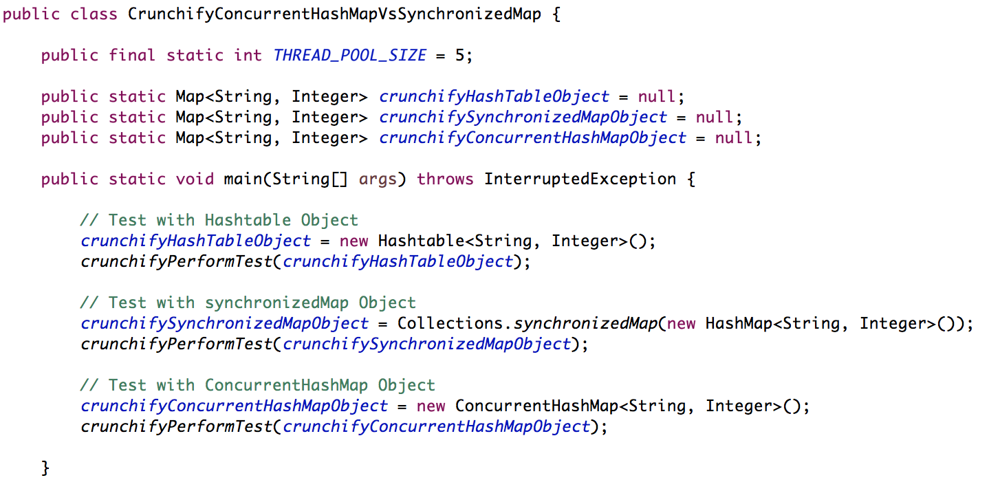 public class CrunchifyConcurrentHashMapVsSynchronizedMap {
public final static int THREAD_POOL_SIZE = 5;
public static Map<String, Integer> crunchifyHashTableObject = null;
public static Map<String, Integer> crunchifySynchronizedMapObject = null;
public static Map<String, Integer> crunchifyConcurrentHashMapObject = null;
public static void main(String[] args) throws InterruptedException {
// Test with Hashtable Object
crunchifyHashTableObject = new Hashtable<String, Integer>();
crunchifyPerformTest(crunchifyHashTableObject);
// Test with synchronizedMap Object
crunchifySynchronizedMapObject = Collections.synchronizedMap(new HashMap<String, Integer>());
crunchifyPerformTest(crunchifySynchronizedMapObject);
// Test with ConcurrentHashMap Object
crunchifyConcurrentHashMapObject = new ConcurrentHashMap<String, Integer>();
crunchifyPerformTest(crunchifyConcurrentHashMapObject);
}